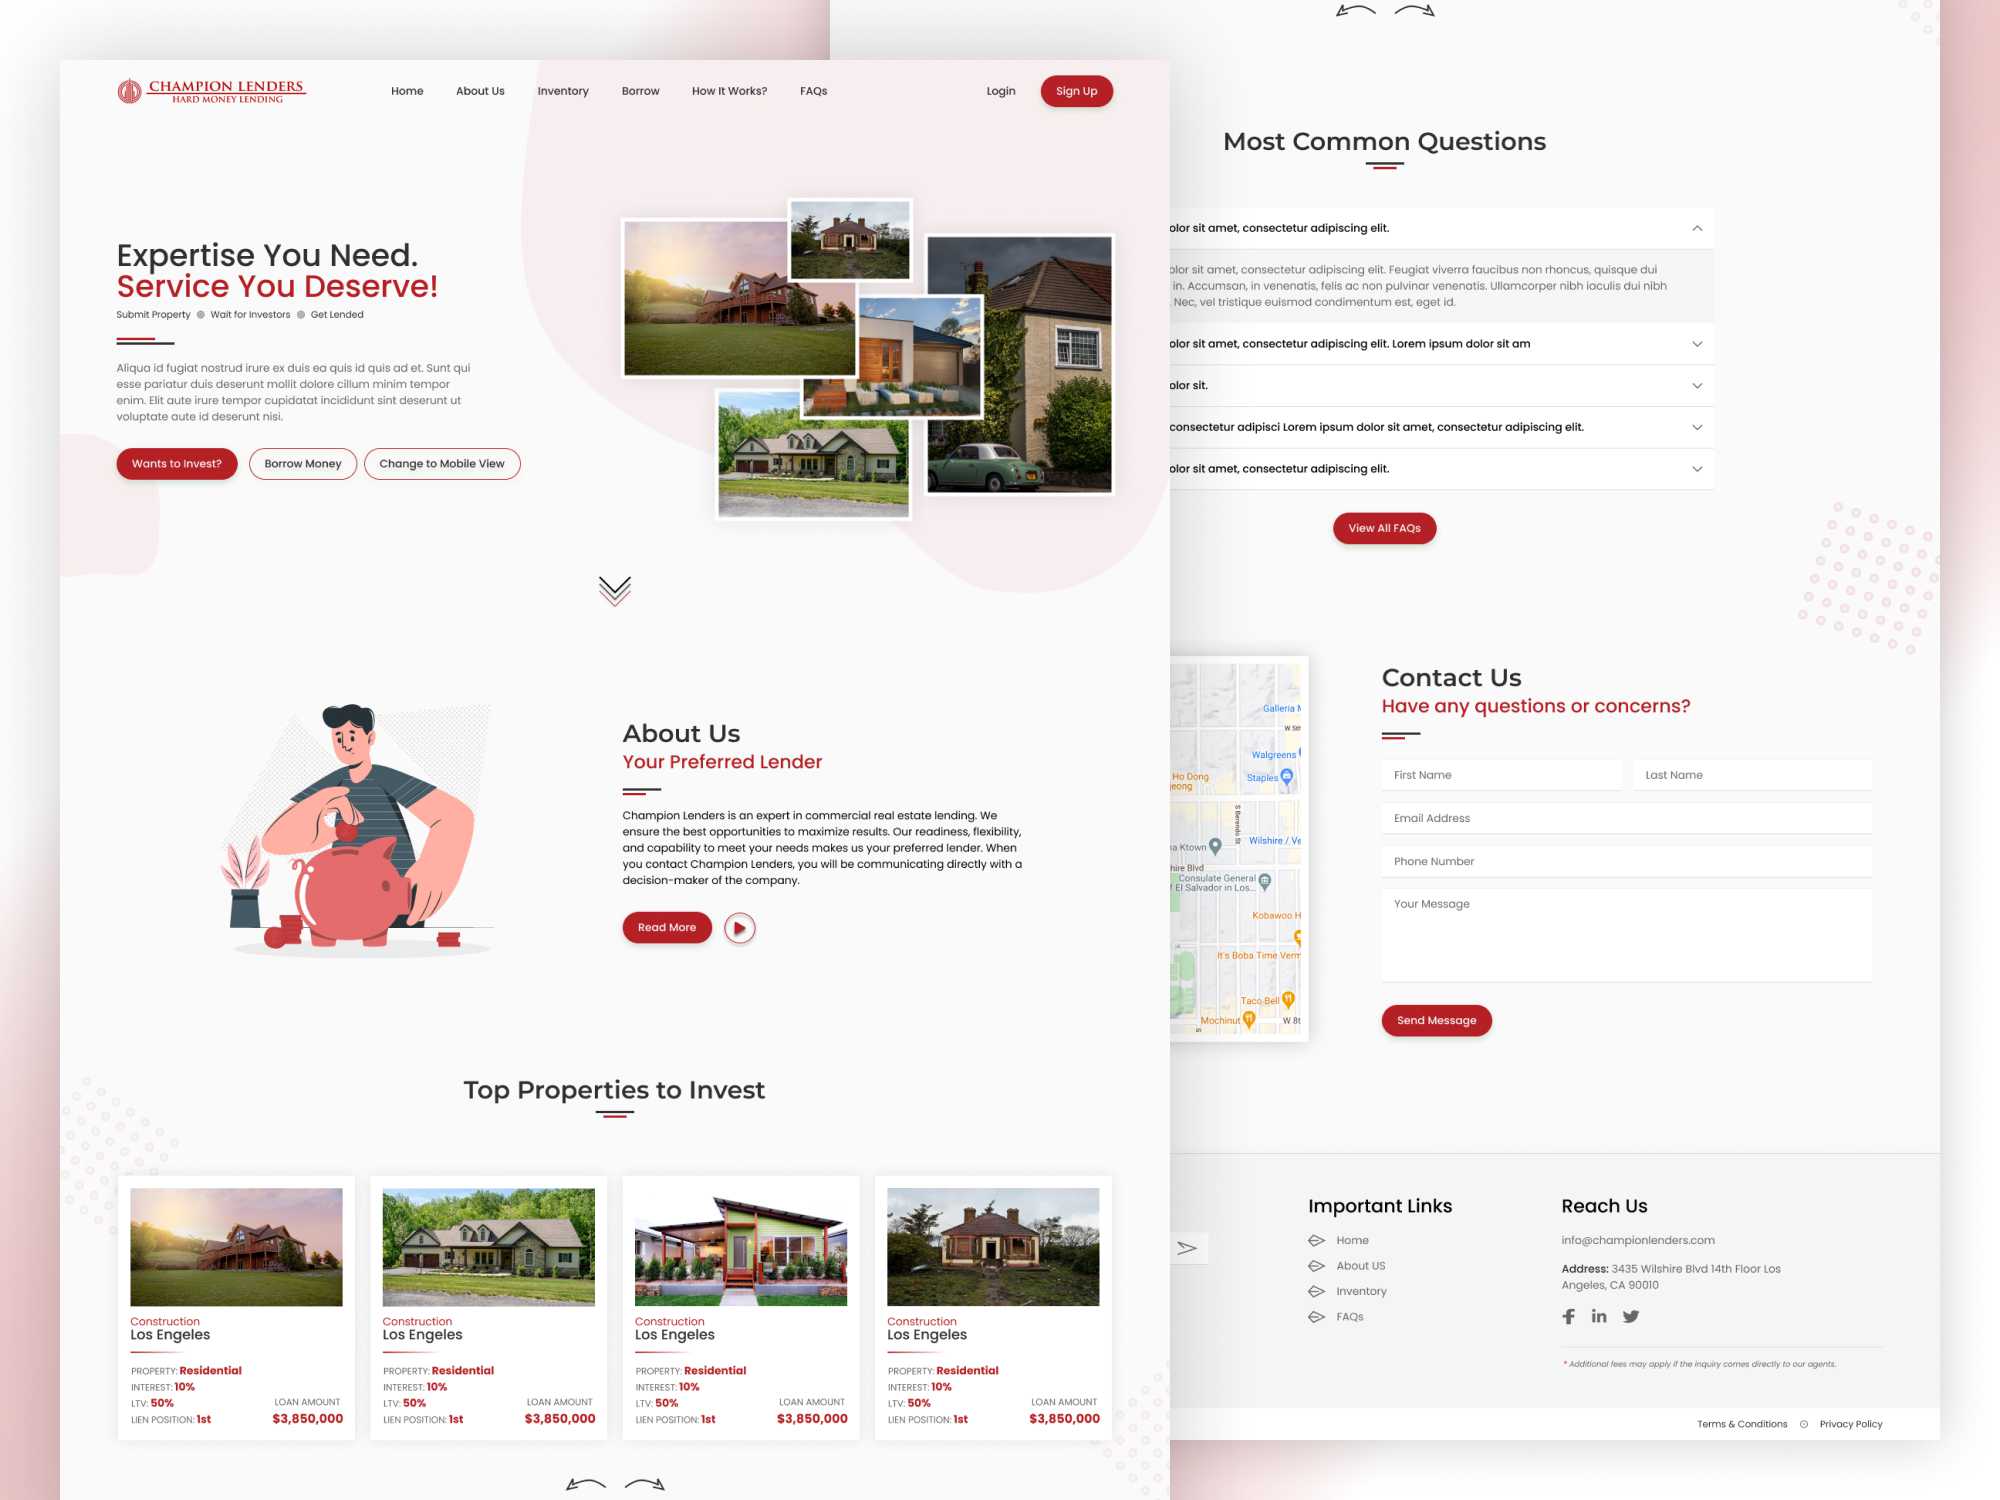 CHAMPION LENDERS
HARD MONEY LENDING
Home About Us Inventory Borrow How It Works? FAQs Login Sign Up
Expertise You Need.
Service You Deserve!
Submit Property Wait for Investors Get Lended
Aliqua id fugiat nostrud irure ex duis ea quis id quis ad et. Sunt qui
esse pariatur duis deserunt mollit dolore cillum minim tempor
enim. Elit aute irure tempor cupidatat incididunt sint deserunt ut
voluptate aute id deserunt nisi.
Wants to Invest? Borrow Money Change to Mobile View
About Us
Your Preferred Lender
Champion Lenders is an expert in commercial real estate lending. We
ensure the best opportunities to maximize results. Our readiness, flexibility,
and capability to meet your needs makes us your preferred lender. When
you contact Champion Lenders, you will be communicating directly with a
decision-maker of the company.
Read More
Top Properties to Invest
Construction
Los Engeles
PROPERTY: Residential
INTEREST: 10%
LTV: 50%
LIEN POSITION: 1st
LOAN AMOUNT
$3,850,000
Construction
Los Engeles
PROPERTY: Residential
INTEREST: 10%
LTV: 50%
LIEN POSITION: 1st
LOAN AMOUNT
$3,850,000
Construction
Los Engeles
PROPERTY: Residential
INTEREST: 10%
LTV: 50%
LIEN POSITION: 1st
LOAN AMOUNT
$3,850,000
Construction
Los Engeles
PROPERTY: Residential
INTEREST: 10%
LTV: 50%
LIEN POSITION: 1st
LOAN AMOUNT
$3,850,000
Most Common Questions
olor sit amet, consectetur adipiscing elit.
olor sit amet, consectetur adipiscing elit. Feugiat viverra faucibus non rhoncus, quisque dui
in. Accumsan, in venenatis, felis ac non pulvinar venenatis. Ullamcorper nibh iaculis dui nibh
Nec, vel tristique euismod condimentum est, eget id.
olor sit amet, consectetur adipiscing elit. Lorem ipsum dolor sit am
olor sit.
consectetur adipisci Lorem ipsum dolor sit amet, consectetur adipiscing elit.
olor sit amet, consectetur adipiscing elit.
View All FAQs
Galleria M
Walgreens
Staples
Ho Dong
eong
S Berendo St
Wilshire / Ve
a Ktown
hire Blvd
Consulate General
El Salvador in Los...
Kobawoo H
It's Boba Time Verm
Taco Bell
Mochinut
W 8t
Contact Us
Have any questions or concerns?
First Name Last Name
Email Address
Phone Number
Your Message
Send Message
Important Links
Home
About US
Inventory
FAQs
Reach Us
info@championlenders.com
Address: 3435 Wilshire Blvd 14th Floor Los
Angeles, CA 90010
* Additional fees may apply if the inquiry comes directly to our agents.
Terms & Conditions Privacy Policy